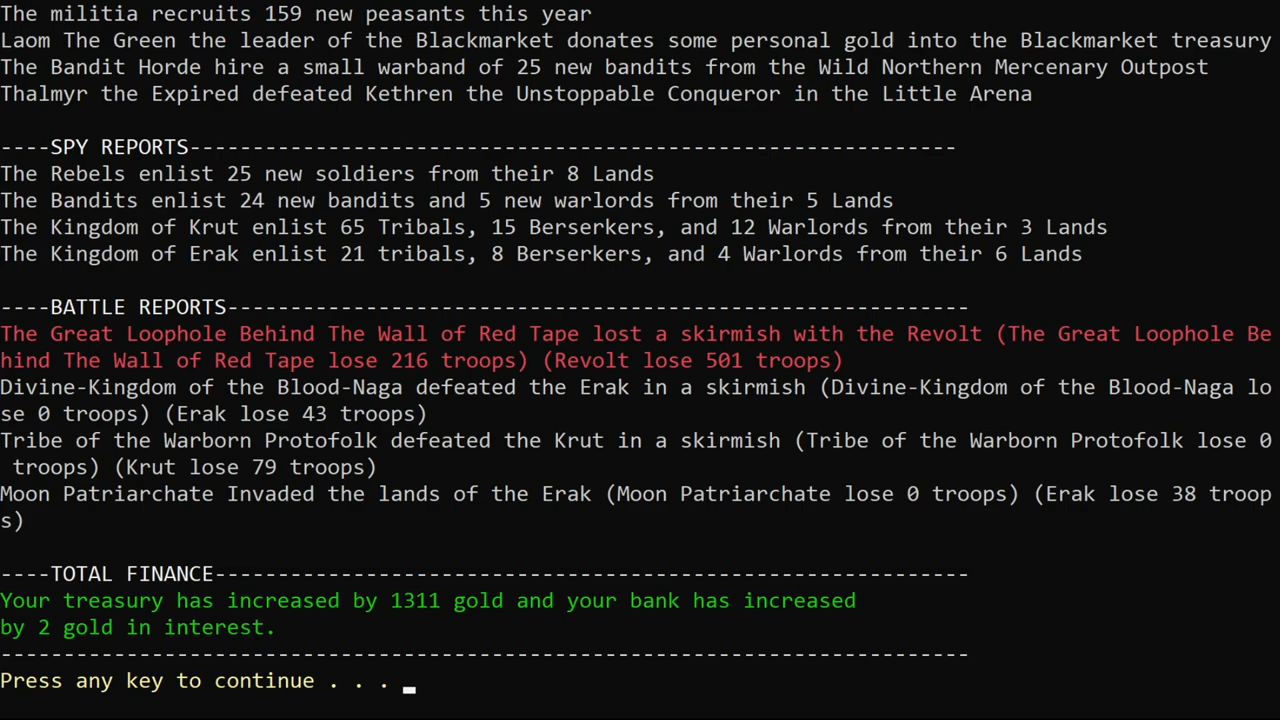 The militia recruits 159 new peasants this year
Laom The Green the leader of the Blackmarket donates some personal gold into the Blackmarket treasury
The Bandit Horde hire a small warband of 25 new bandits from the Wild Northern Mercenary Outpost
Thalmyr the Expired defeated Kethren the Unstoppable Conqueror in the Little Arena
----SPY REPORTS-------------------------------------------------------------
The Rebels enlist 25 new soldiers from their 8 Lands
The Bandits enlist 24 new bandits and 5 new warlords from their 5 Lands
The Kingdom of Krut enlist 65 Tribals, 15 Berserkers, and 12 Warlords from their 3 Lands
The Kingdom of Erak enlist 21 tribals, 8 Berserkers, and 4 Warlords from their 6 Lands
----BATTLE REPORTS-----------------------------------------------------------
The Great Loophole Behind The Wall of Red Tape lost a skirmish with the Revolt (The Great Loophole Be
hind The Wall of Red Tape lose 216 troops) (Revolt lose 501 troops)
Divine-Kingdom of the Blood-Naga defeated the Erak in a skirmish (Divine-Kingdom of the Blood-Naga lo
se 0 troops) (Erak lose 43 troops)
Tribe of the Warborn Protofolk defeated the Krut in a skirmish (Tribe of the Warborn Protofolk lose 0
 troops) (Krut lose 79 troops)
Moon Patriarchate Invaded the lands of the Erak (Moon Patriarchate lose 0 troops) (Erak lose 38 troop
s)
----TOTAL FINANCE------------------------------------------------------------
Your treasury has increased by 1311 gold and your bank has increased
by 2 gold in interest.
-----------------------------------------------------------------------------
Press any key to continue . . .